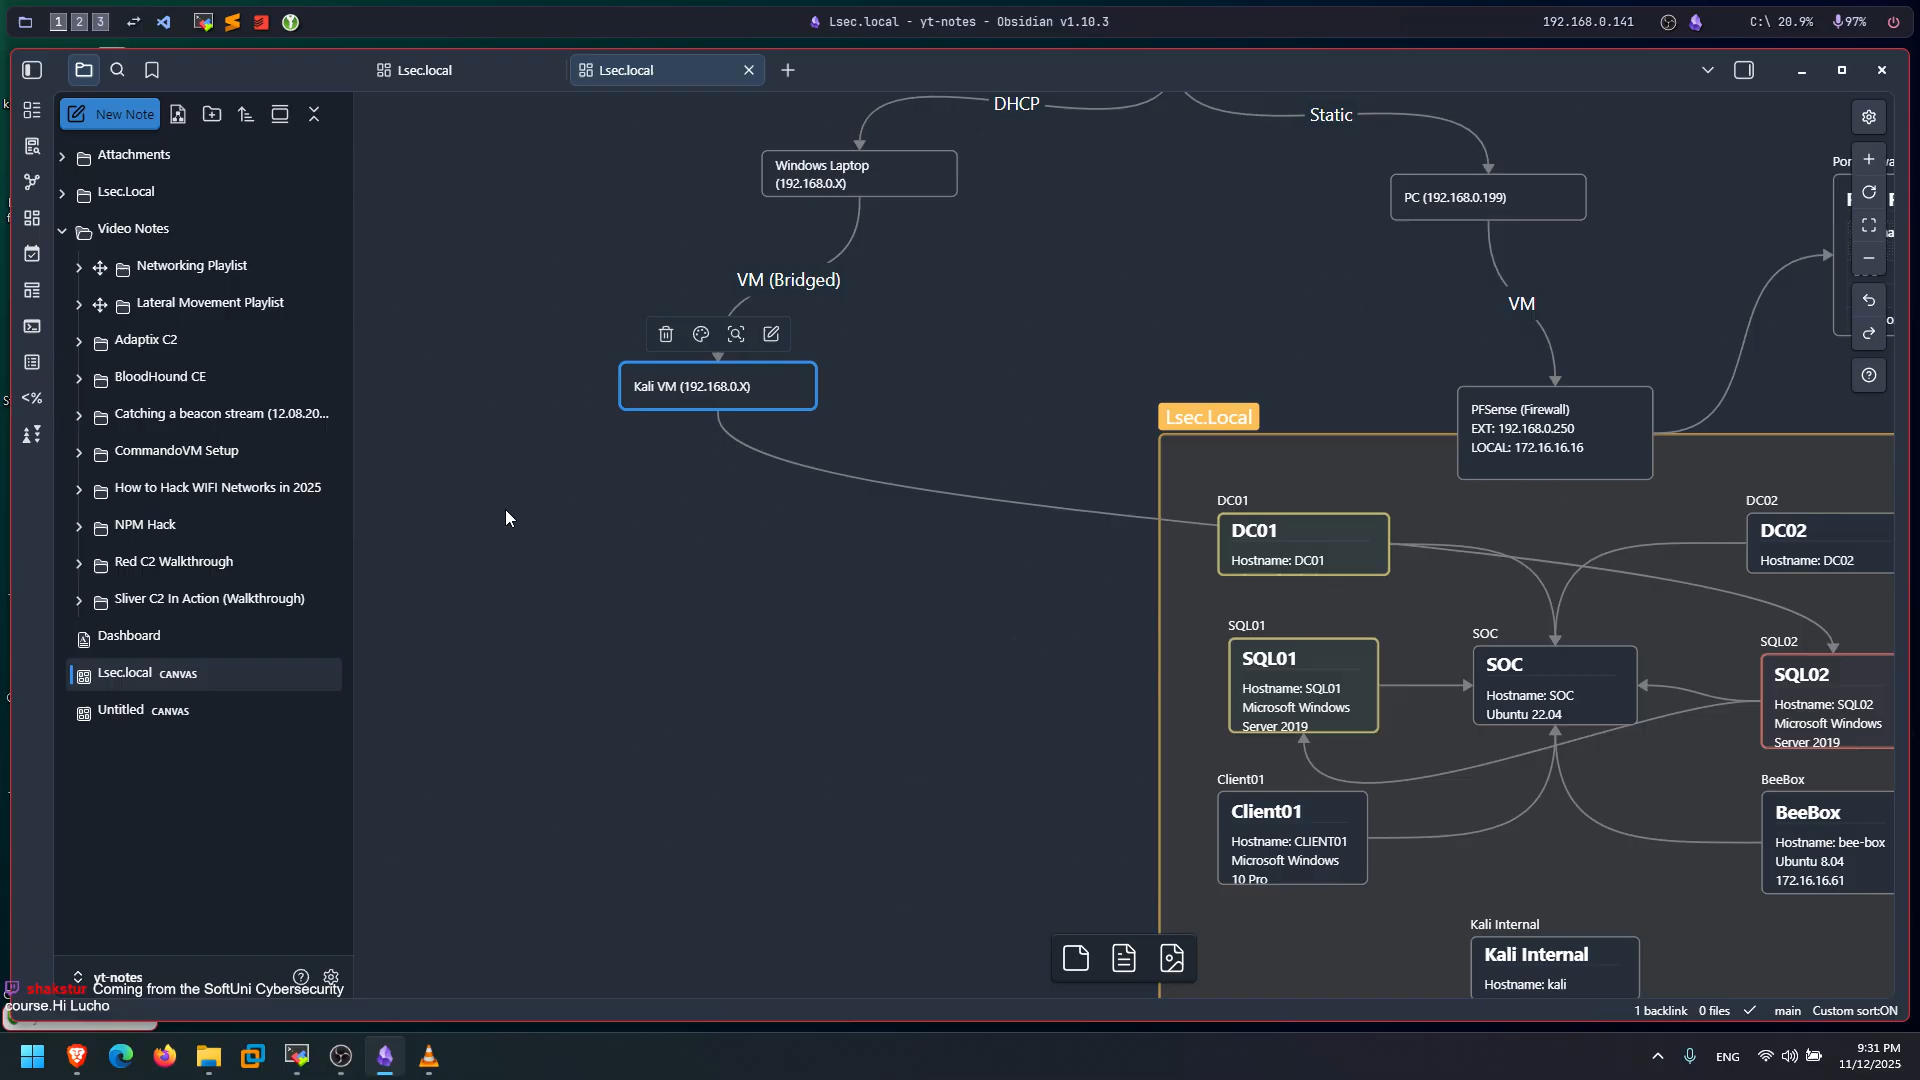 1 2 3
Lsec.local - yt-notes - Obsidian v1.10.3
192.168.0.141
C:\ 20.9%
97%
Lsec.local
Lsec.local
New Note
Attachments
Lsec.Local
Video Notes
Networking Playlist
Lateral Movement Playlist
Adaptix C2
BloodHound CE
Catching a beacon stream (12.08.20...
CommandoVM Setup
How to Hack WIFI Networks in 2025
NPM Hack
Red C2 Walkthrough
Sliver C2 In Action (Walkthrough)
Dashboard
Lsec.local CANVAS
Untitled CANVAS
yt-notes
shakstur Coming from the SoftUni Cybersecurity
course.Hi Lucho
DHCP
Static
Windows Laptop
(192.168.0.X)
PC (192.168.0.199)
VM (Bridged)
VM
Kali VM (192.168.0.X)
PFSense (Firewall)
EXT: 192.168.0.250
LOCAL: 172.16.16.16
Lsec.Local
DC01
DC01
Hostname: DC01
DC02
DC02
Hostname: DC02
SQL01
SQL01
Hostname: SQL01
Microsoft Windows
Server 2019
SOC
SOC
Hostname: SOC
Ubuntu 22.04
SQL02
SQL02
Hostname: SQL02
Microsoft Windows
Server 2019
Client01
Client01
Hostname: CLIENT01
Microsoft Windows
10 Pro
BeeBox
BeeBox
Hostname: bee-box
Ubuntu 8.04
172.16.16.61
Kali Internal
Kali Internal
Hostname: kali
1 backlink 0 files main Custom sort:ON
ENG
9:31 PM
11/12/2025